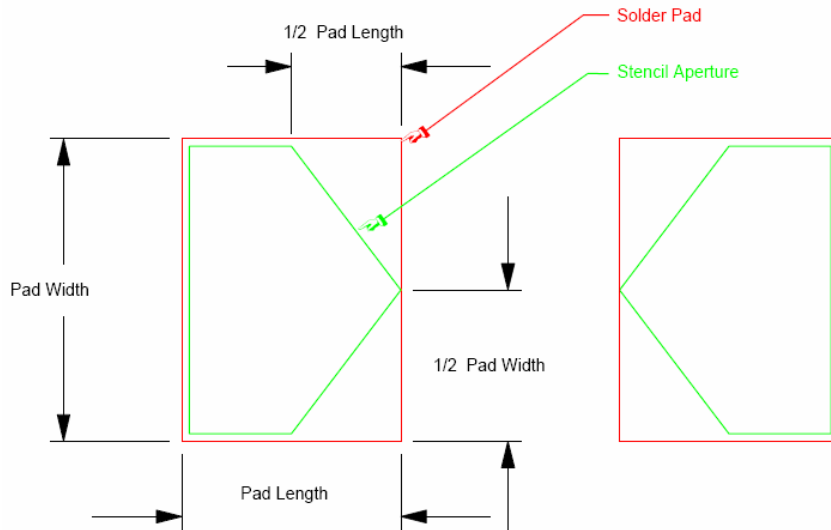 Solder Pad
1/2 Pad Length
Stencil Aperture
Pad Width
1/2 Pad Width
Pad Length